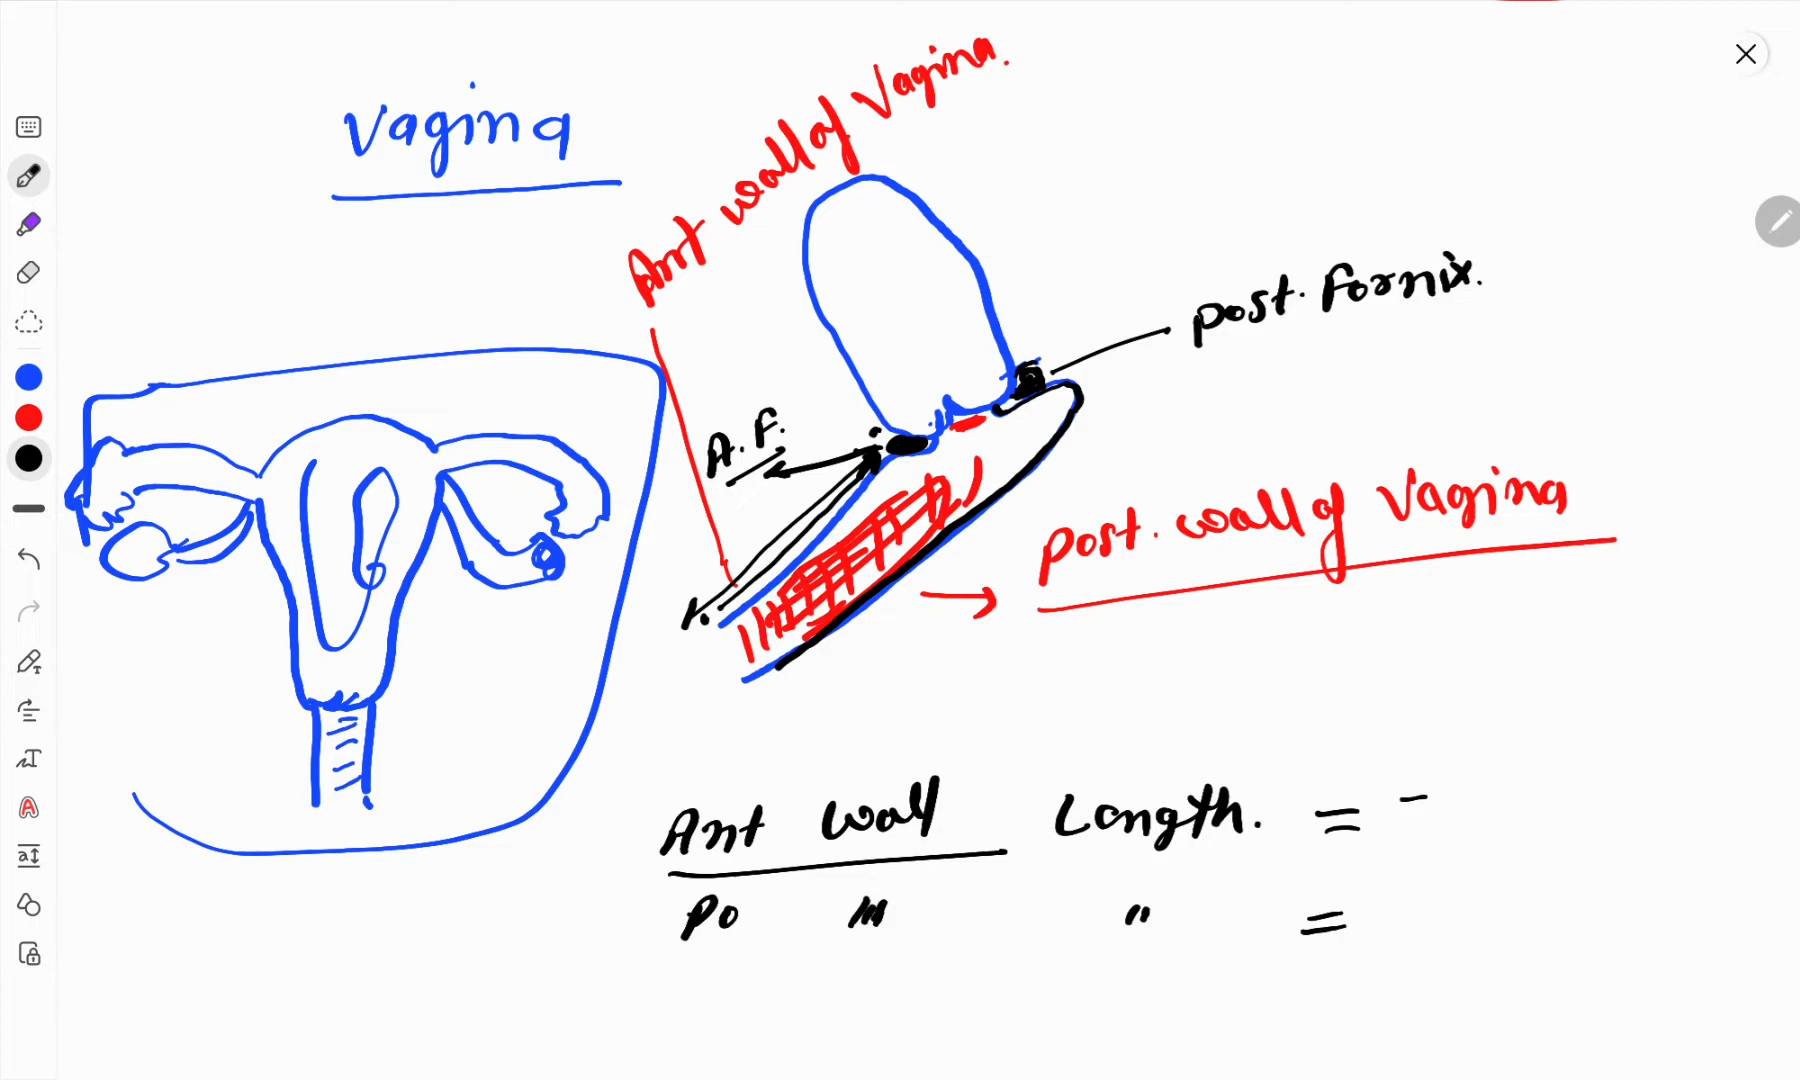 Vagina
Ant wall of Vagina.
post. Fornix.
A.F.
post. wall of Vagina
Ant Wall Length. = -
Po " " =